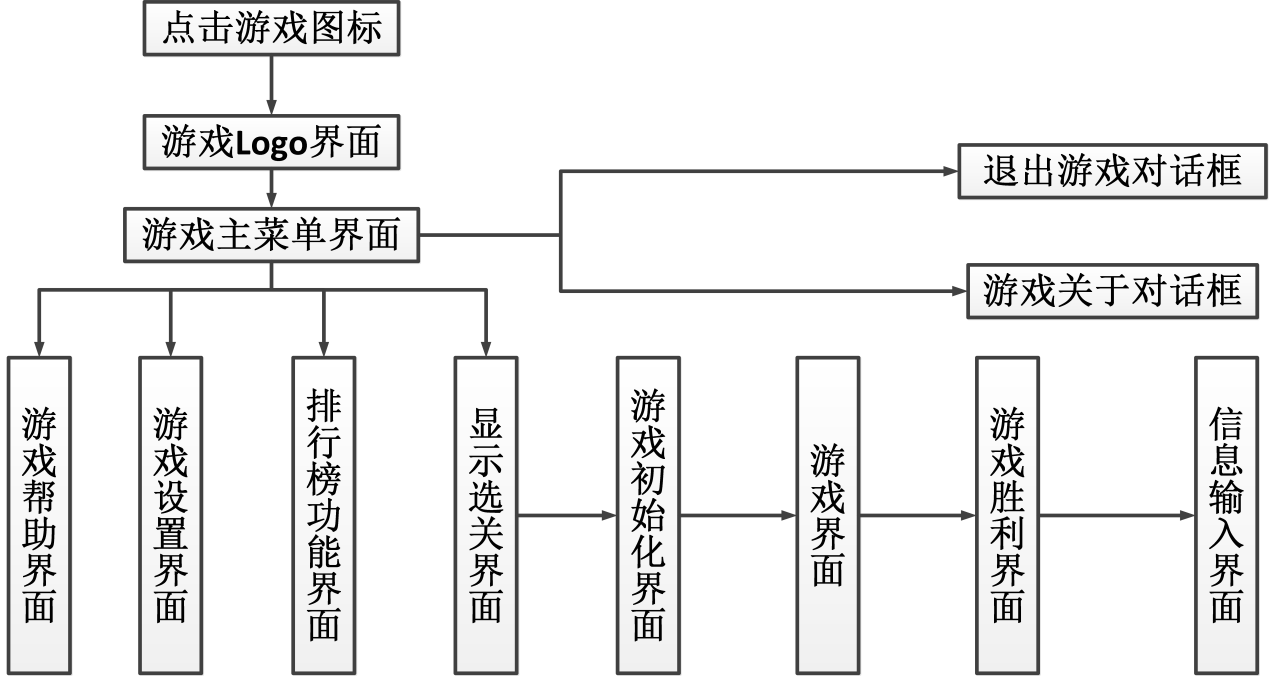 点击游戏图标
游戏Logo界面
退出游戏对话框
游戏主菜单界面
游戏关于对话框
游戏帮助界面
游戏设置界面
排行榜功能界面
显示选关界面
游戏初始化界面
游戏界面
游戏胜利界面
信息输入界面